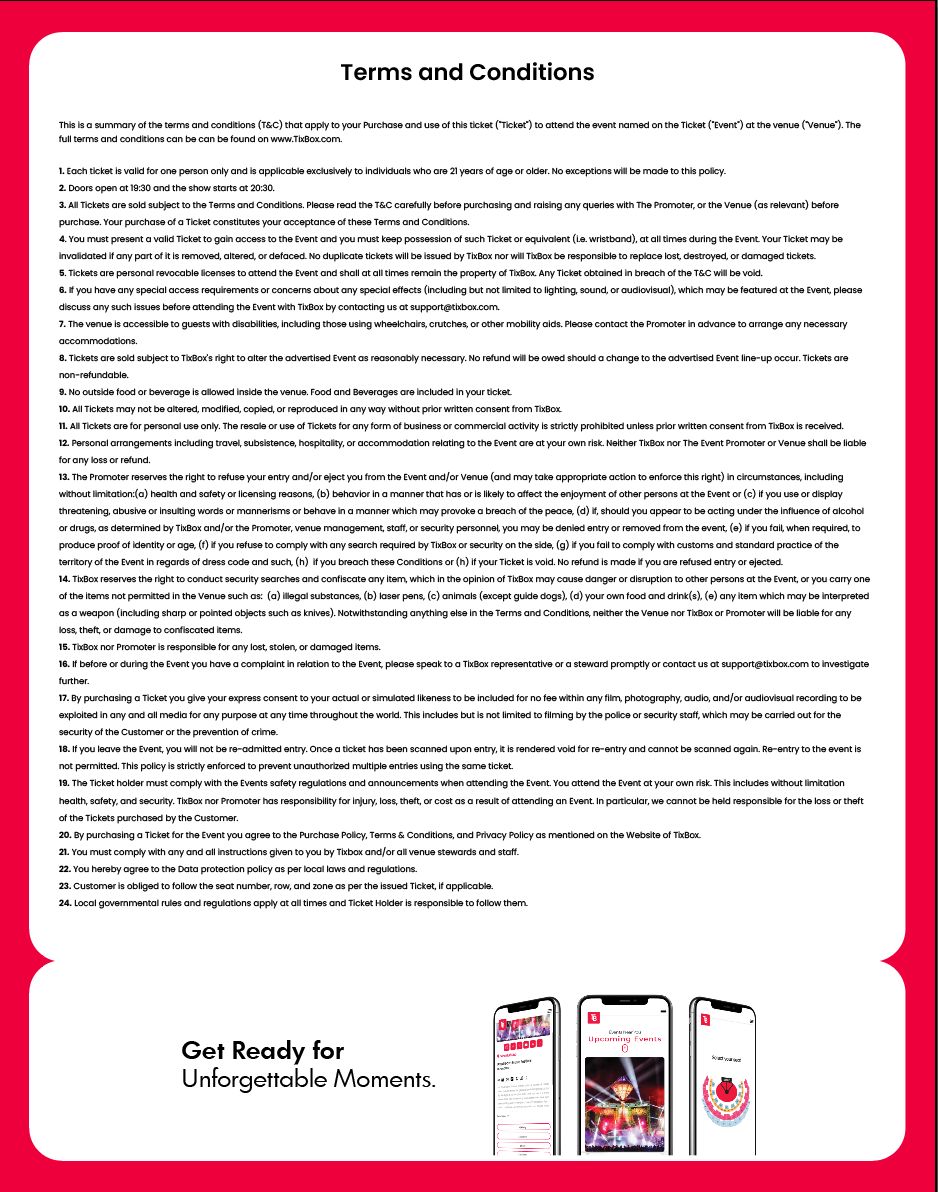 Terms and Conditions
This is a summary of the terms and conditions (T&C) that apply to your Purchase and use of this ticket ("Ticket") to attend the event named on the Ticket ("Event") at the venue ("Venue"). The
full terms and conditions can be can be found on www.TixBox.com.
1. Each ticket is valid for one person only and is applicable exclusively to individuals who are 21 years of age or older. No exceptions will be made to this policy.
2. Doors open at 19:30 and the show starts at 20:30.
3. All Tickets are sold subject to the Terms and Conditions. Please read the T&C carefully before purchasing and raising any queries with The Promoter, or the Venue (as relevant) before
purchase. Your purchase of a Ticket constitutes your acceptance of these Terms and Conditions.
4. You must present a valid Ticket to gain access to the Event and you must keep possession of such Ticket or equivalent (i.e. wristband), at all times during the Event. Your Ticket may be
invalidated if any part of it is removed, altered, or defaced. No duplicate tickets will be issued by TixBox nor will TixBox be responsible to replace lost, destroyed, or damaged tickets.
5. Tickets are personal revocable licenses to attend the Event and shall at all times remain the property of TixBox. Any Ticket obtained in breach of the T&C will be void.
6. If you have any special access requirements or concerns about any special effects (including but not limited to lighting, sound, or audiovisual), which may be featured at the Event, please
discuss any such issues before attending the Event with TixBox by contacting us at support@tixbox.com.
7. The venue is accessible to guests with disabilities, including those using wheelchairs, crutches, or other mobility aids. Please contact the Promoter in advance to arrange any necessary
accommodations.
8. Tickets are sold subject to TixBox's right to alter the advertised Event as reasonably necessary. No refund will be owed should a change to the advertised Event line-up occur. Tickets are
non-refundable.
9. No outside food or beverage is allowed inside the venue. Food and Beverages are included in your ticket.
10. All Tickets may not be altered, modified, copied, or reproduced in any way without prior written consent from TixBox.
11. All Tickets are for personal use only. The resale or use of Tickets for any form of business or commercial activity is strictly prohibited unless prior written consent from TixBox is received.
12. Personal arrangements including travel, subsistence, hospitality, or accommodation relating to the Event are at your own risk. Neither TixBox nor The Event Promoter or Venue shall be liable
for any loss or refund.
13. The Promoter reserves the right to refuse your entry and/or eject you from the Event and/or Venue (and may take appropriate action to enforce this right) in circumstances, including
without limitation:(a) health and safety or licensing reasons, (b) behavior in a manner that has or is likely to affect the enjoyment of other persons at the Event or (c) if you use or display
threatening, abusive or insulting words or mannerisms or behave in a manner which may provoke a breach of the peace, (d) if, should you appear to be acting under the influence of alcohol
or drugs, as determined by TixBox and/or the Promoter, venue management, staff, or security personnel, you may be denied entry or removed from the event, (e) if you fail, when required, to
produce proof of identity or age, (f) if you refuse to comply with any search required by TixBox or security on the side, (g) if you fail to comply with customs and standard practice of the
territory of the Event in regards of dress code and such, (h) if you breach these Conditions or (h) if your Ticket is void. No refund is made if you are refused entry or ejected.
14. TixBox reserves the right to conduct security searches and confiscate any item, which in the opinion of TixBox may cause danger or disruption to other persons at the Event, or you carry one
of the items not permitted in the Venue such as: (a) illegal substances, (b) laser pens, (c) animals (except guide dogs), (d) your own food and drink(s), (e) any item which may be interpreted
as a weapon (including sharp or pointed objects such as knives). Notwithstanding anything else in the Terms and Conditions, neither the Venue nor TixBox or Promoter will be liable for any
loss, theft, or damage to confiscated items.
15. TixBox nor Promoter is responsible for any lost, stolen, or damaged items.
16. If before or during the Event you have a complaint in relation to the Event, please speak to a TixBox representative or a steward promptly or contact us at support@tixbox.com to investigate
further.
17. By purchasing a Ticket you give your express consent to your actual or simulated likeness to be included for no fee within any film, photography, audio, and/or audiovisual recording to be
exploited in any and all media for any purpose at any time throughout the world. This includes but is not limited to filming by the police or security staff, which may be carried out for the
security of the Customer or the prevention of crime.
18. If you leave the Event, you will not be re-admitted entry. Once a ticket has been scanned upon entry, it is rendered void for re-entry and cannot be scanned again. Re-entry to the event is
not permitted. This policy is strictly enforced to prevent unauthorized multiple entries using the same ticket.
19. The Ticket holder must comply with the Events safety regulations and announcements when attending the Event. You attend the Event at your own risk. This includes without limitation
health, safety, and security. TixBox nor Promoter has responsibility for injury, loss, theft, or cost as a result of attending an Event. In particular, we cannot be held responsible for the loss or theft
of the Tickets purchased by the Customer.
20. By purchasing a Ticket for the Event you agree to the Purchase Policy, Terms & Conditions, and Privacy Policy as mentioned on the Website of TixBox.
21. You must comply with any and all instructions given to you by Tixbox and/or all venue stewards and staff.
22. You hereby agree to the Data protection policy as per local laws and regulations.
23. Customer is obliged to follow the seat number, row, and zone as per the issued Ticket, if applicable.
24. Local governmental rules and regulations apply at all times and Ticket Holder is responsible to follow them.
Get Ready for
Unforgettable Moments.
Events Near You
Upcoming Events
Select your seat